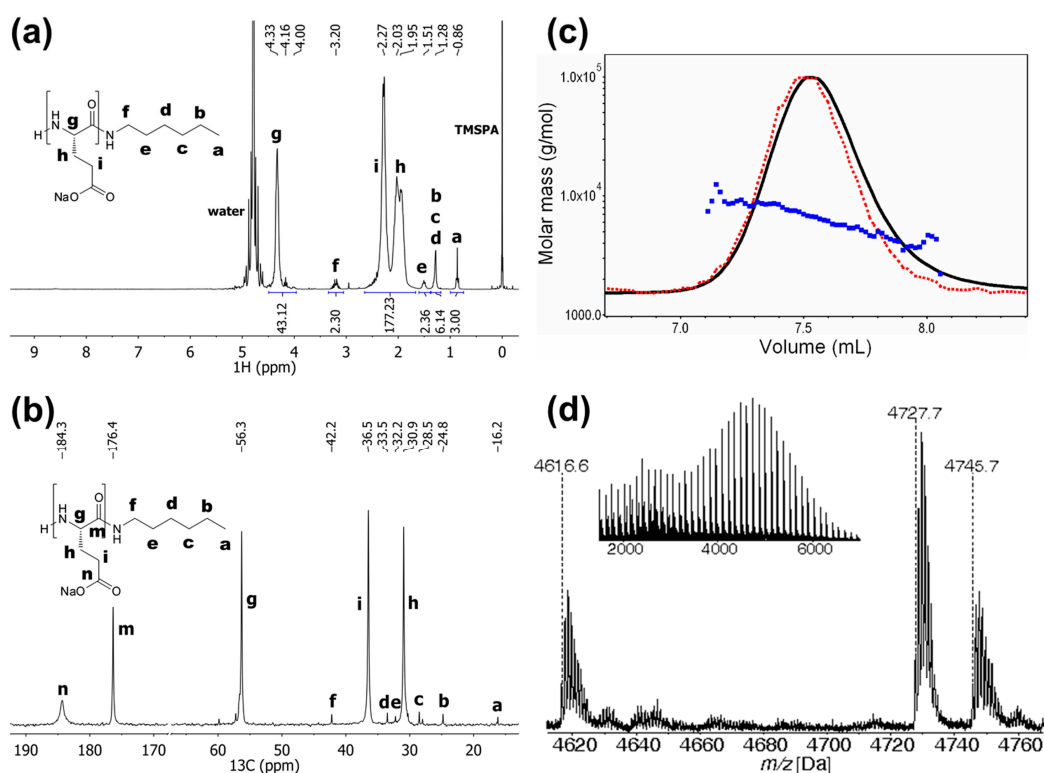 (a)
4.33
4.16
4.00
3.20
2.27
2.03
1.95
1.51
1.28
0.86
H
H
N
O
g
N
H
f
d
b
e
c
a
h
i
NaO
O
water
g
f
i
h
b
c
d
e
a
TMSPA
43.12
2.30
177.23
2.36
6.14
3.00
9 8 7 6 5 4 3 2 1 0
1H (ppm)
(b)
184.3
176.4
56.3
42.2
36.5
33.5
32.2
30.9
28.5
24.8
16.2
H
H
N
O
g
m
N
H
f
d
b
e
c
a
h
i
n
NaO
O
n
m
g
f
i
d
e
h
c
b
a
190 180 170 60 50 40 30 20
13C (ppm)
(c)
Molar mass (g/mol)
1.0x10⁵
1.0x10⁴
1000.0
7.0 7.5 8.0
Volume (mL)
(d)
4616.6
4727.7
4745.7
2000 4000 6000
4620 4640 4660 4680 4700 4720 4740 4760
m/z [Da]